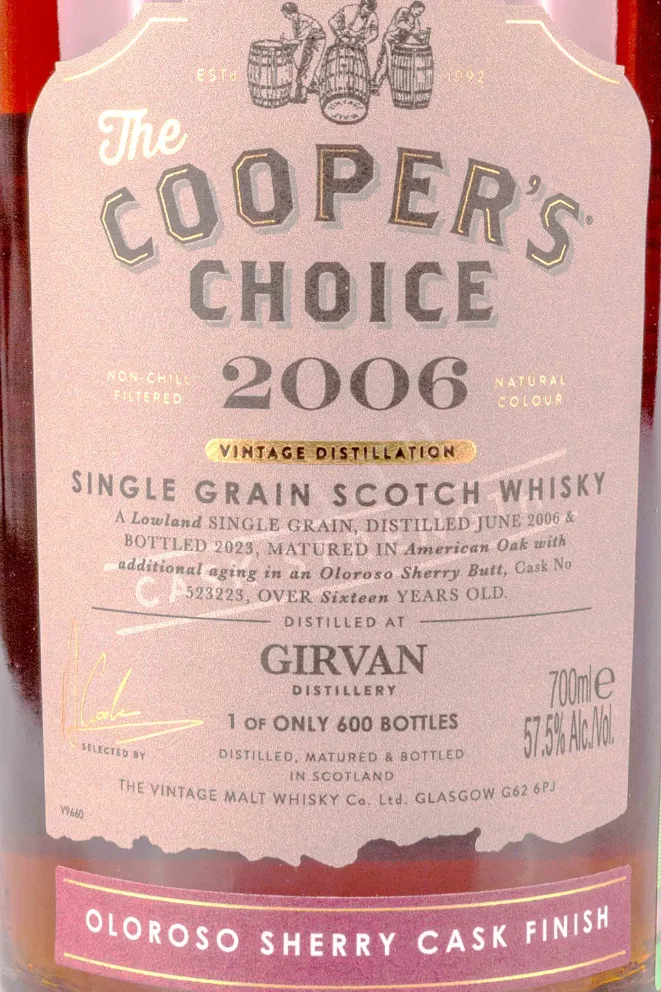 ESTd 1992
The
COOPER'S
CHOICE
NON-CHILL FILTERED
2006
NATURAL COLOUR
VINTAGE DISTILLATION
SINGLE GRAIN SCOTCH WHISKY
A Lowland SINGLE GRAIN, DISTILLED JUNE 2006 &
BOTTLED 2023, MATURED IN American Oak with
additional aging in an Oloroso Sherry Butt, Cask No
523223, OVER Sixteen YEARS OLD.
DISTILLED AT
GIRVAN
DISTILLERY
1 OF ONLY 600 BOTTLES
700ml e
57.5% Alc./Vol.
SELECTED BY
DISTILLED, MATURED & BOTTLED
IN SCOTLAND
THE VINTAGE MALT WHISKY Co. Ltd. GLASGOW G62 6PJ
V9660
OLOROSO SHERRY CASK FINISH